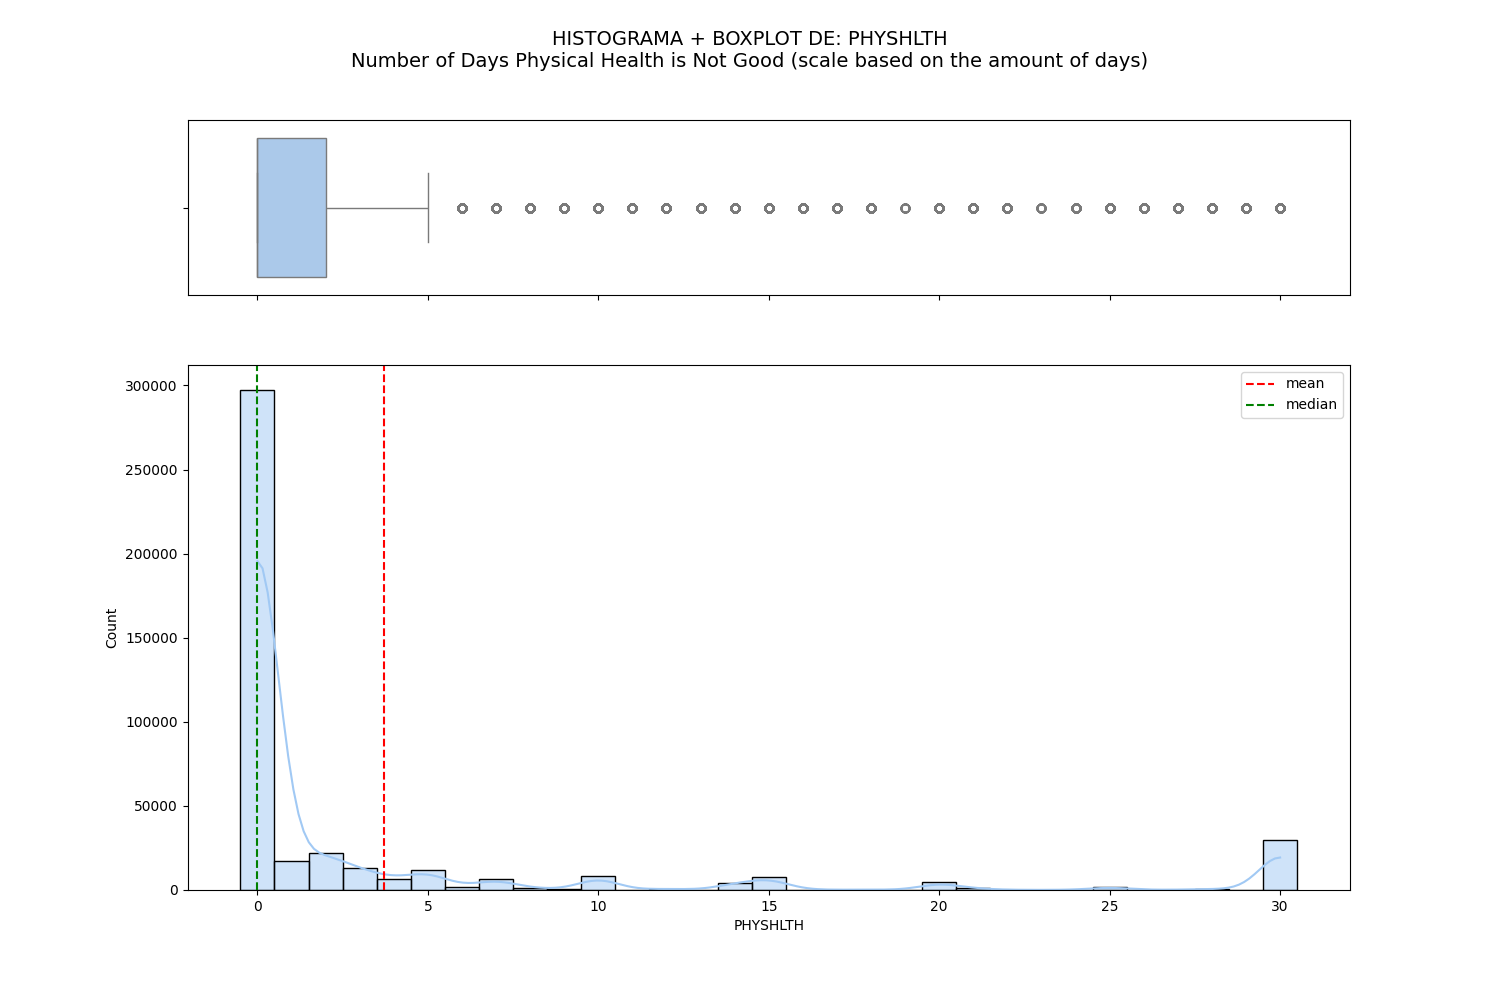 HISTOGRAMA + BOXPLOT DE: PHYSHLTH
Number of Days Physical Health is Not Good (scale based on the amount of days)
mean
median
300000
250000
200000
150000
100000
50000
0
Count
0 5 10 15 20 25 30
PHYSHLTH